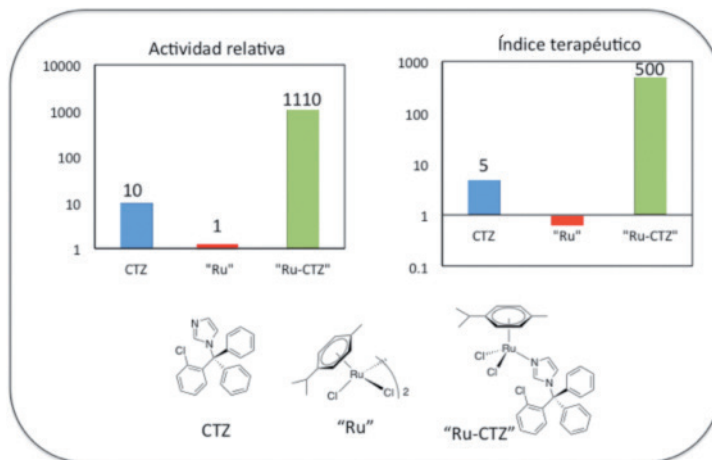 Actividad relativa
10000
1000
100
10
1
10
1
1110
CTZ
"Ru"
"Ru-CTZ"
Índice terapéutico
1000
100
10
1
0.1
5
500
CTZ
"Ru"
"Ru-CTZ"
N
N
Cl
CTZ
Ru
Cl
Cl
2
“Ru”
Ru
Cl
Cl
N
N
Cl
“Ru-CTZ”